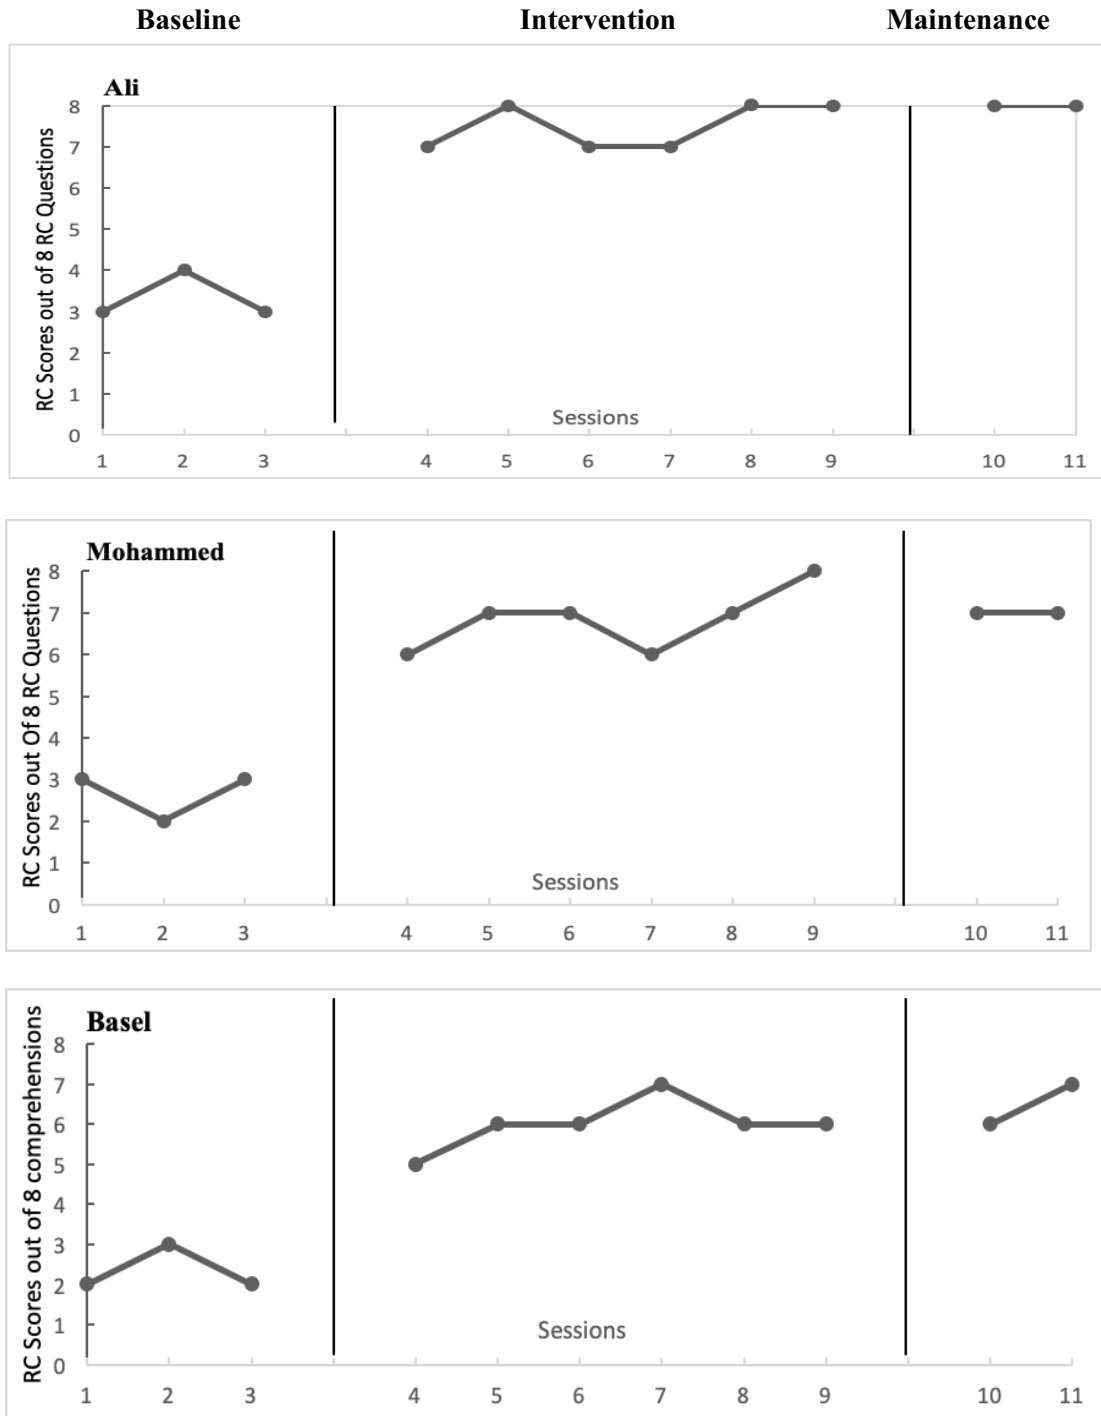 Baseline Intervention Maintenance
Ali
RC Scores out of 8 RC Questions
8
7
6
5
4
3
2
1
0
Sessions
1 2 3 4 5 6 7 8 9 10 11
Mohammed
RC Scores out Of 8 RC Questions
8
7
6
5
4
3
2
1
0
Sessions
1 2 3 4 5 6 7 8 9 10 11
Basel
RC Scores out of 8 comprehensions
8
7
6
5
4
3
2
1
0
Sessions
1 2 3 4 5 6 7 8 9 10 11